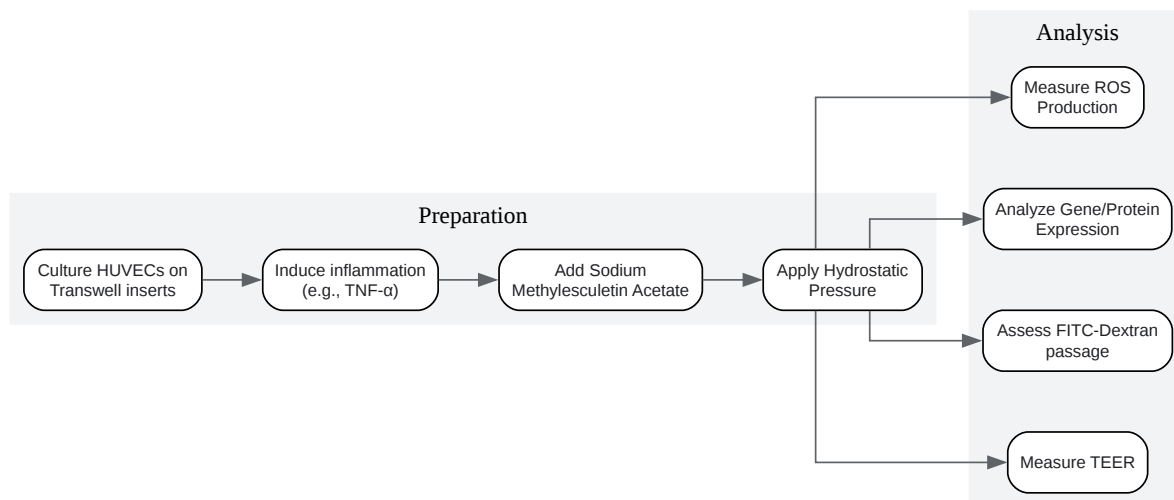 Preparation
Culture HUVECs on
Transwell inserts
Induce inflammation
(e.g., TNF-α)
Add Sodium
Methylesculetin Acetate
Apply Hydrostatic
Pressure
Analysis
Measure ROS
Production
Analyze Gene/Protein
Expression
Assess FITC-Dextran
passage
Measure TEER